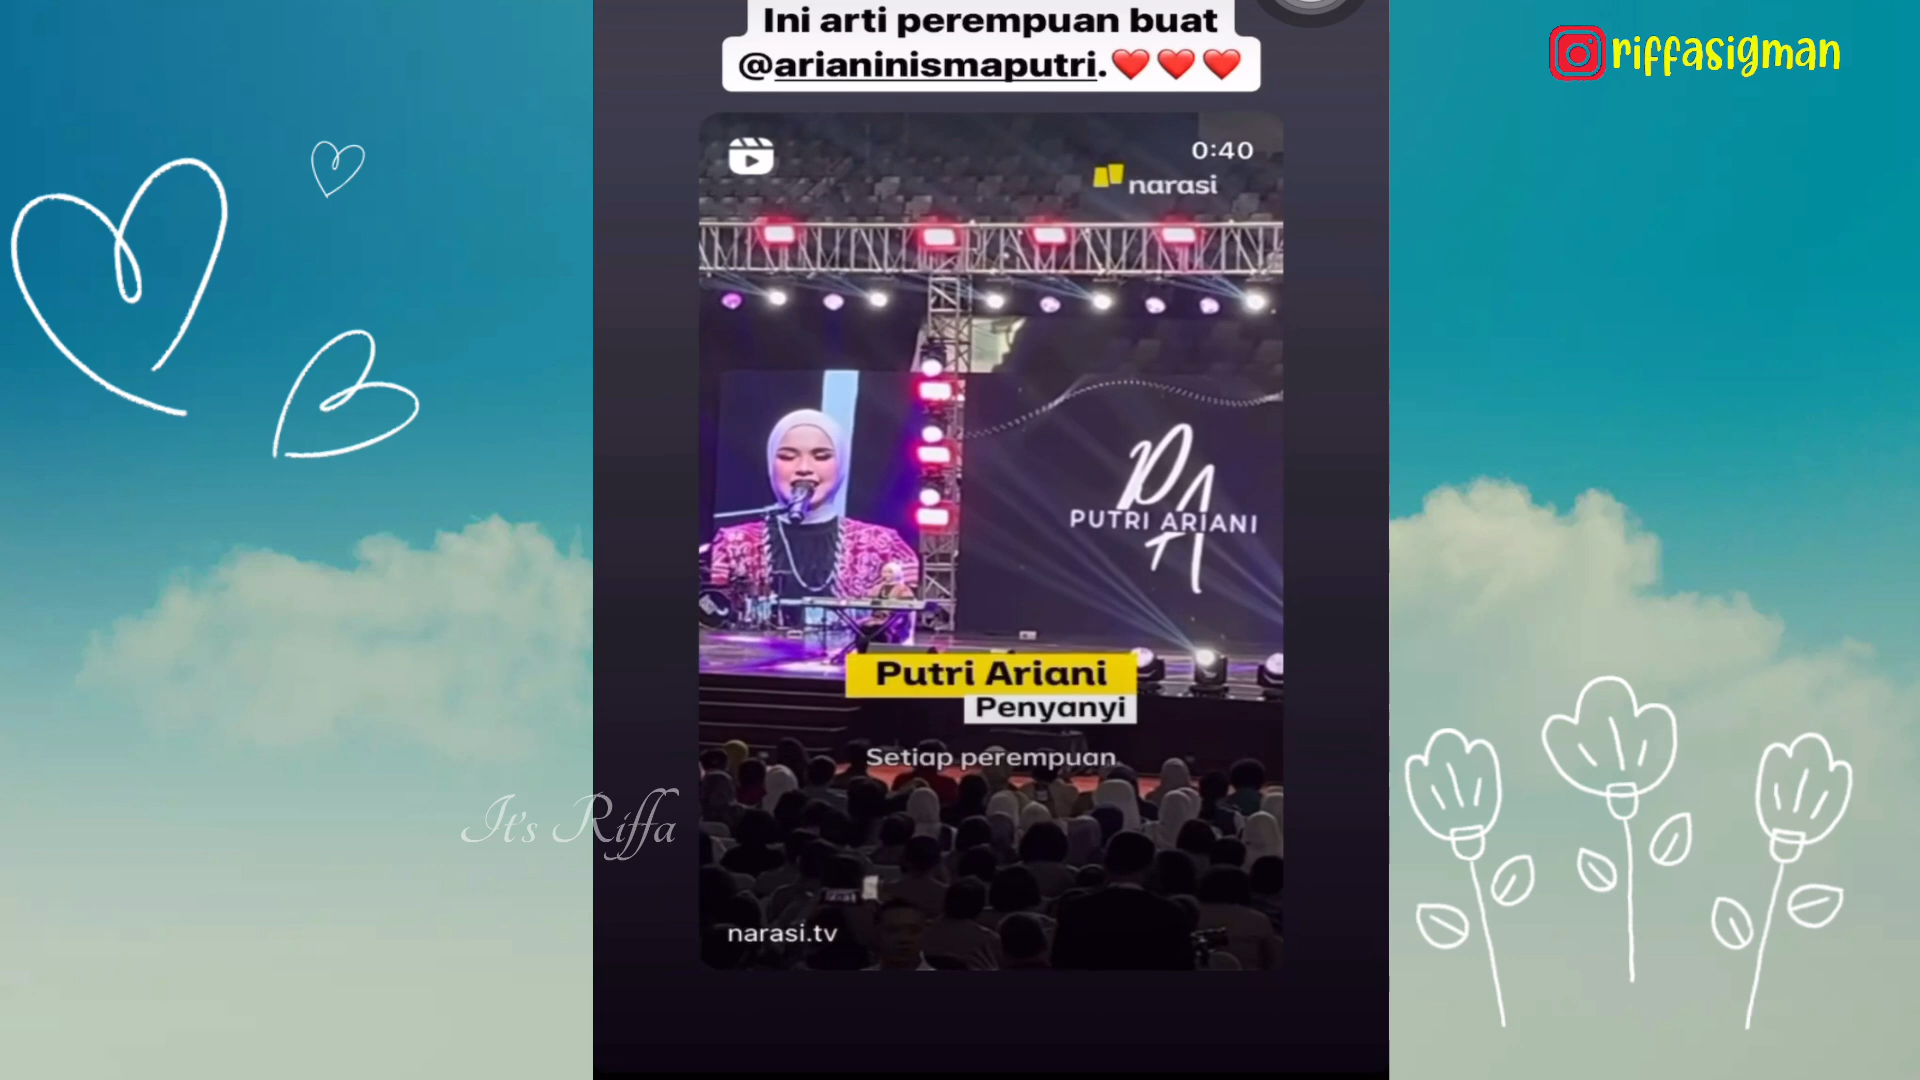 Ini arti perempuan buat
@arianinismaputri.❤️❤️❤️
riffasigman
0:40
narasi
PA
PUTRI ARIANI
Putri Ariani
Penyanyi
Setiap perempuan
It's Riffa
narasi.tv